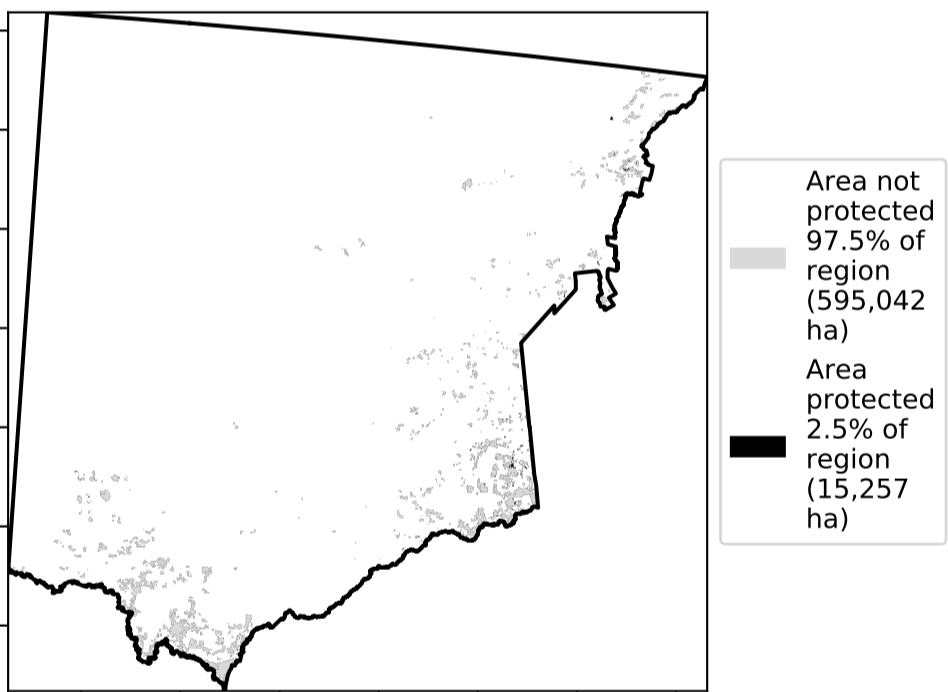 Area not
protected
97.5% of
region
(595,042
ha)
Area
protected
2.5% of
region
(15,257
ha)